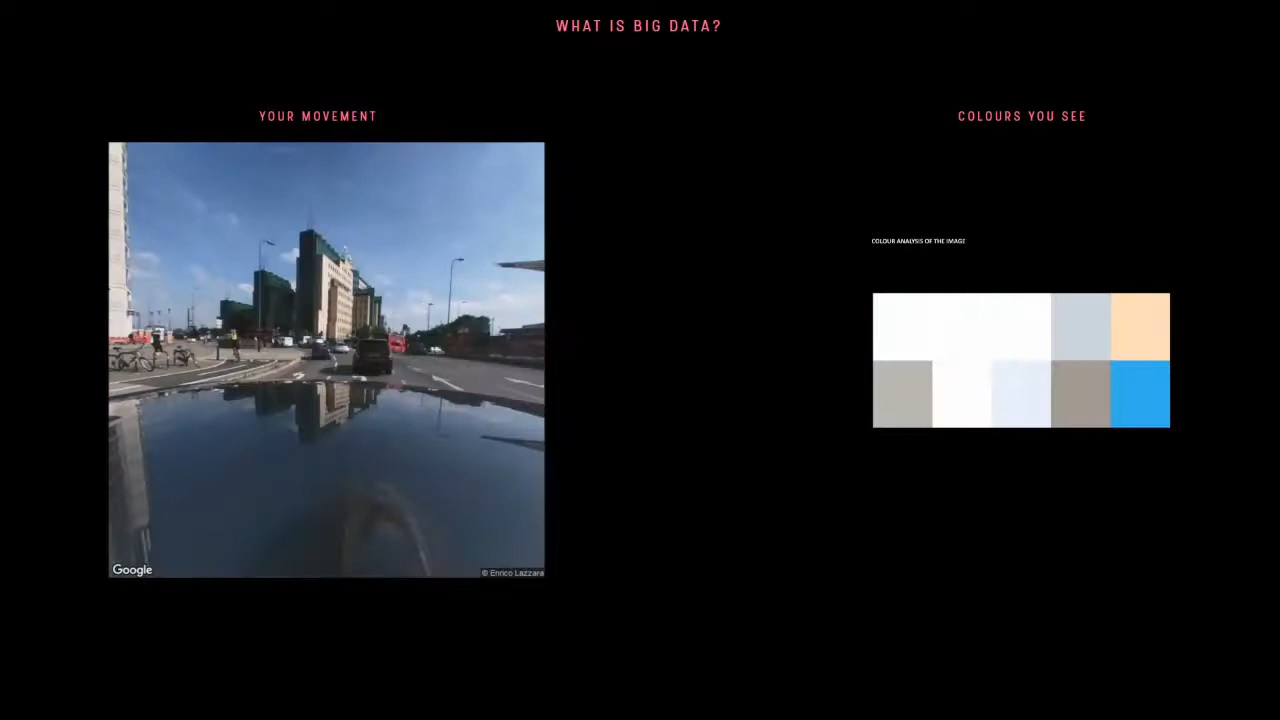 WHAT IS BIG DATA?
YOUR MOVEMENT
COLOURS YOU SEE
COLOUR ANALYSIS OF THE IMAGE
Google
© Enrico Lazzara